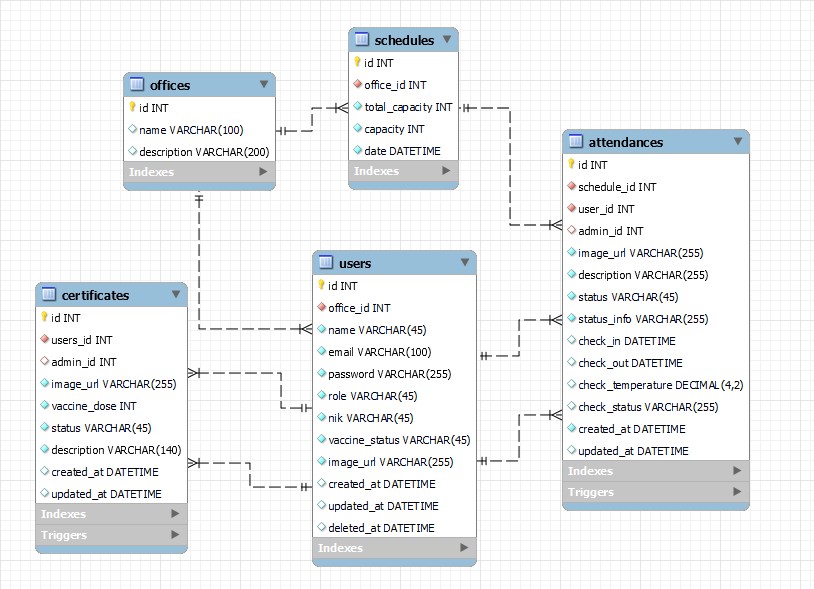 schedules
id INT
office_id INT
total_capacity INT
capacity INT
date DATETIME
Indexes
offices
id INT
name VARCHAR(100)
description VARCHAR(200)
Indexes
attendances
id INT
schedule_id INT
user_id INT
admin_id INT
image_url VARCHAR(255)
description VARCHAR(255)
status VARCHAR(45)
status_info VARCHAR(255)
check_in DATETIME
check_out DATETIME
check_temperature DECIMAL(4,2)
check_status VARCHAR(255)
created_at DATETIME
updated_at DATETIME
Indexes
Triggers
users
id INT
office_id INT
name VARCHAR(45)
email VARCHAR(100)
password VARCHAR(255)
role VARCHAR(45)
nik VARCHAR(45)
vaccine_status VARCHAR(45)
image_url VARCHAR(255)
created_at DATETIME
updated_at DATETIME
deleted_at DATETIME
Indexes
certificates
id INT
users_id INT
admin_id INT
image_url VARCHAR(255)
vaccine_dose INT
status VARCHAR(45)
description VARCHAR(140)
created_at DATETIME
updated_at DATETIME
Indexes
Triggers